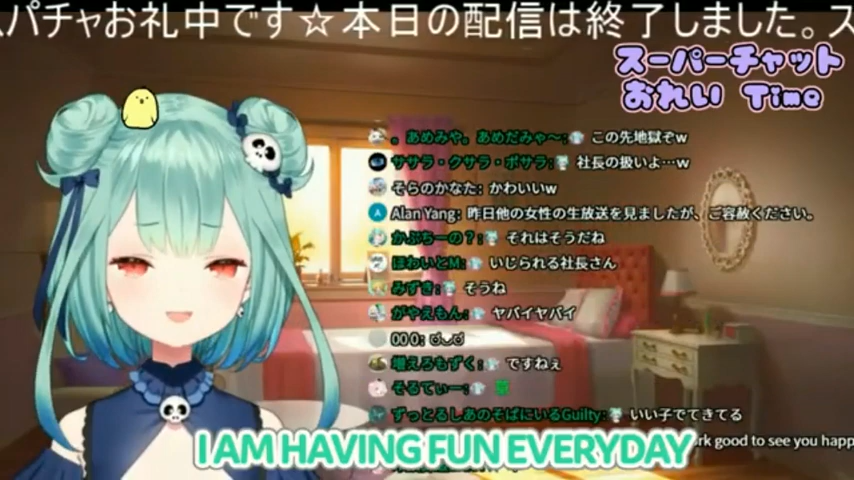 スパチャお礼中です☆本日の配信は終了しました。ス
スーパーチャット
おれい Time
。あめみや。あめだみゃ〜: この先地獄ぞw
ササラ・クサラ・ポサラ: 社長の扱いよ…w
そらのかなた: かわいいw
Alan Yang: 昨日他の女性の生放送を見ましたが、ご容赦ください。
かぷちーの?: それはそうだね
ほわいとM: いじられる社長さん
みずき: そうね
がやえもん: ヤバイヤバイ
000: ಠ◡ಠ
増えろもずく: ですねぇ
そるてぃー:
ずっとるしあのそばにいるGuilty: いい子でてきてる
rk good to see you happ
I AM HAVING FUN EVERYDAY